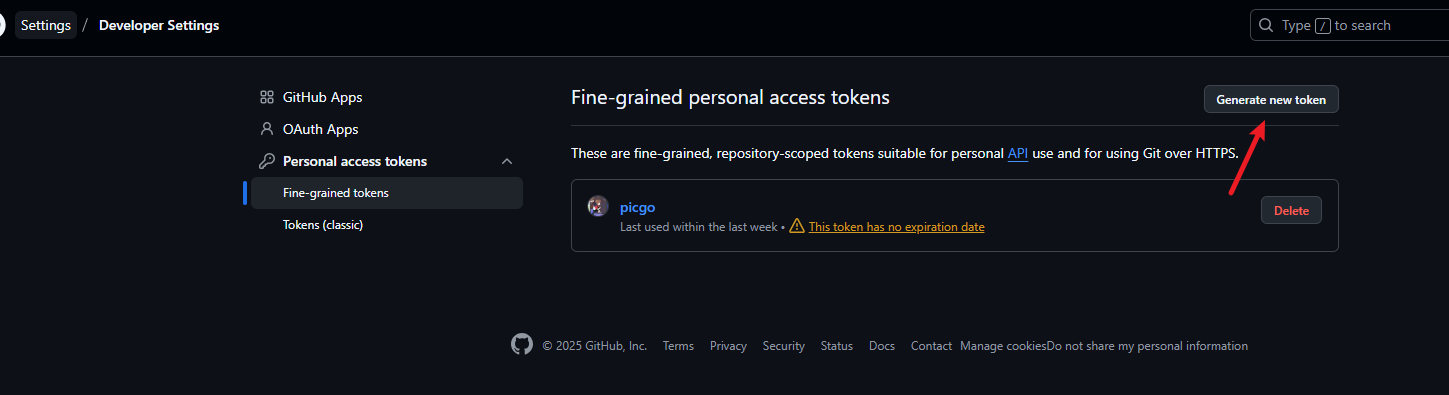 Settings / Developer Settings
Type / to search
GitHub Apps
OAuth Apps
Personal access tokens
Fine-grained tokens
Tokens (classic)
Fine-grained personal access tokens
Generate new token
These are fine-grained, repository-scoped tokens suitable for personal API use and for using Git over HTTPS.
picgo
Last used within the last week • This token has no expiration date
Delete
© 2025 GitHub, Inc. Terms Privacy Security Status Docs Contact Manage cookies Do not share my personal information